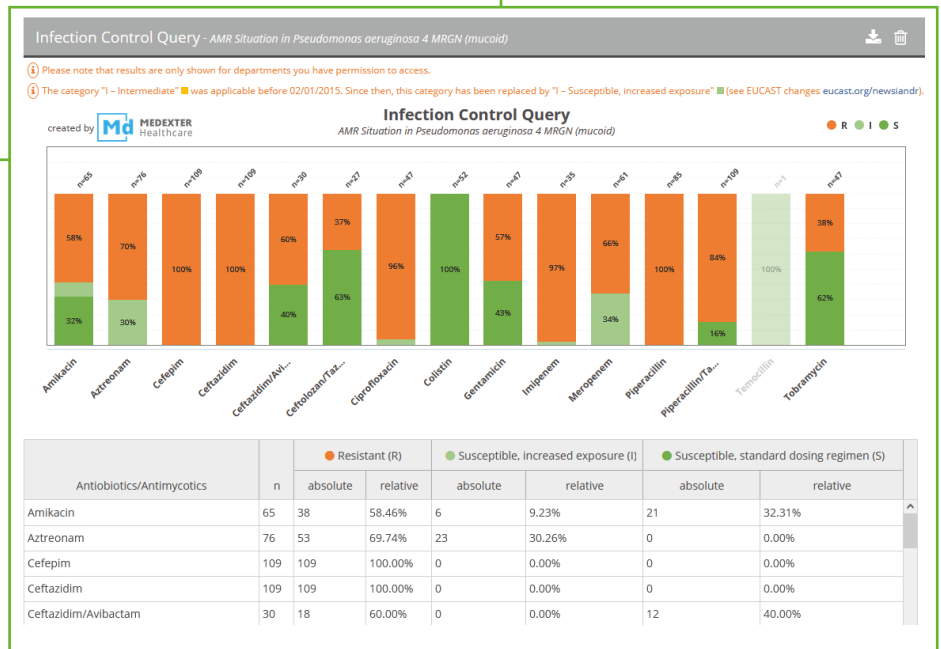 Infection Control Query - AMR Situation in Pseudomonas aeruginosa 4 MRGN (mucoid)
Please note that results are only shown for departments you have permission to access.
The category "I – Intermediate" was applicable before 02/01/2015. Since then, this category has been replaced by "I – Susceptible, increased exposure" (see EUCAST changes eucast.org/newsiandr).
created by Md MEDEXTER Healthcare
Infection Control Query
AMR Situation in Pseudomonas aeruginosa 4 MRGN (mucoid)
R I S
n=65 n=76 n=109 n=109 n=30 n=27 n=47 n=52 n=47 n=35 n=61 n=85 n=109 n=1 n=47
58% 70% 100% 100% 60% 37% 96% 100% 57% 97% 66% 100% 84% 100% 38%
32% 30% 40% 63% 43% 34% 16% 62%
Amikacin Aztreonam Cefepim Ceftazidim Ceftazidim/Avi... Ceftolozan/Taz... Ciprofloxacin Colistin Gentamicin Imipenem Meropenem Piperacillin Piperacillin/Ta... Temocillin Tobramycin
Resistant (R) Susceptible, increased exposure (I) Susceptible, standard dosing regimen (S)
Antiobiotics/Antimycotics n absolute relative absolute relative absolute relative
Amikacin 65 38 58.46% 6 9.23% 21 32.31%
Aztreonam 76 53 69.74% 23 30.26% 0 0.00%
Cefepim 109 109 100.00% 0 0.00% 0 0.00%
Ceftazidim 109 109 100.00% 0 0.00% 0 0.00%
Ceftazidim/Avibactam 30 18 60.00% 0 0.00% 12 40.00%